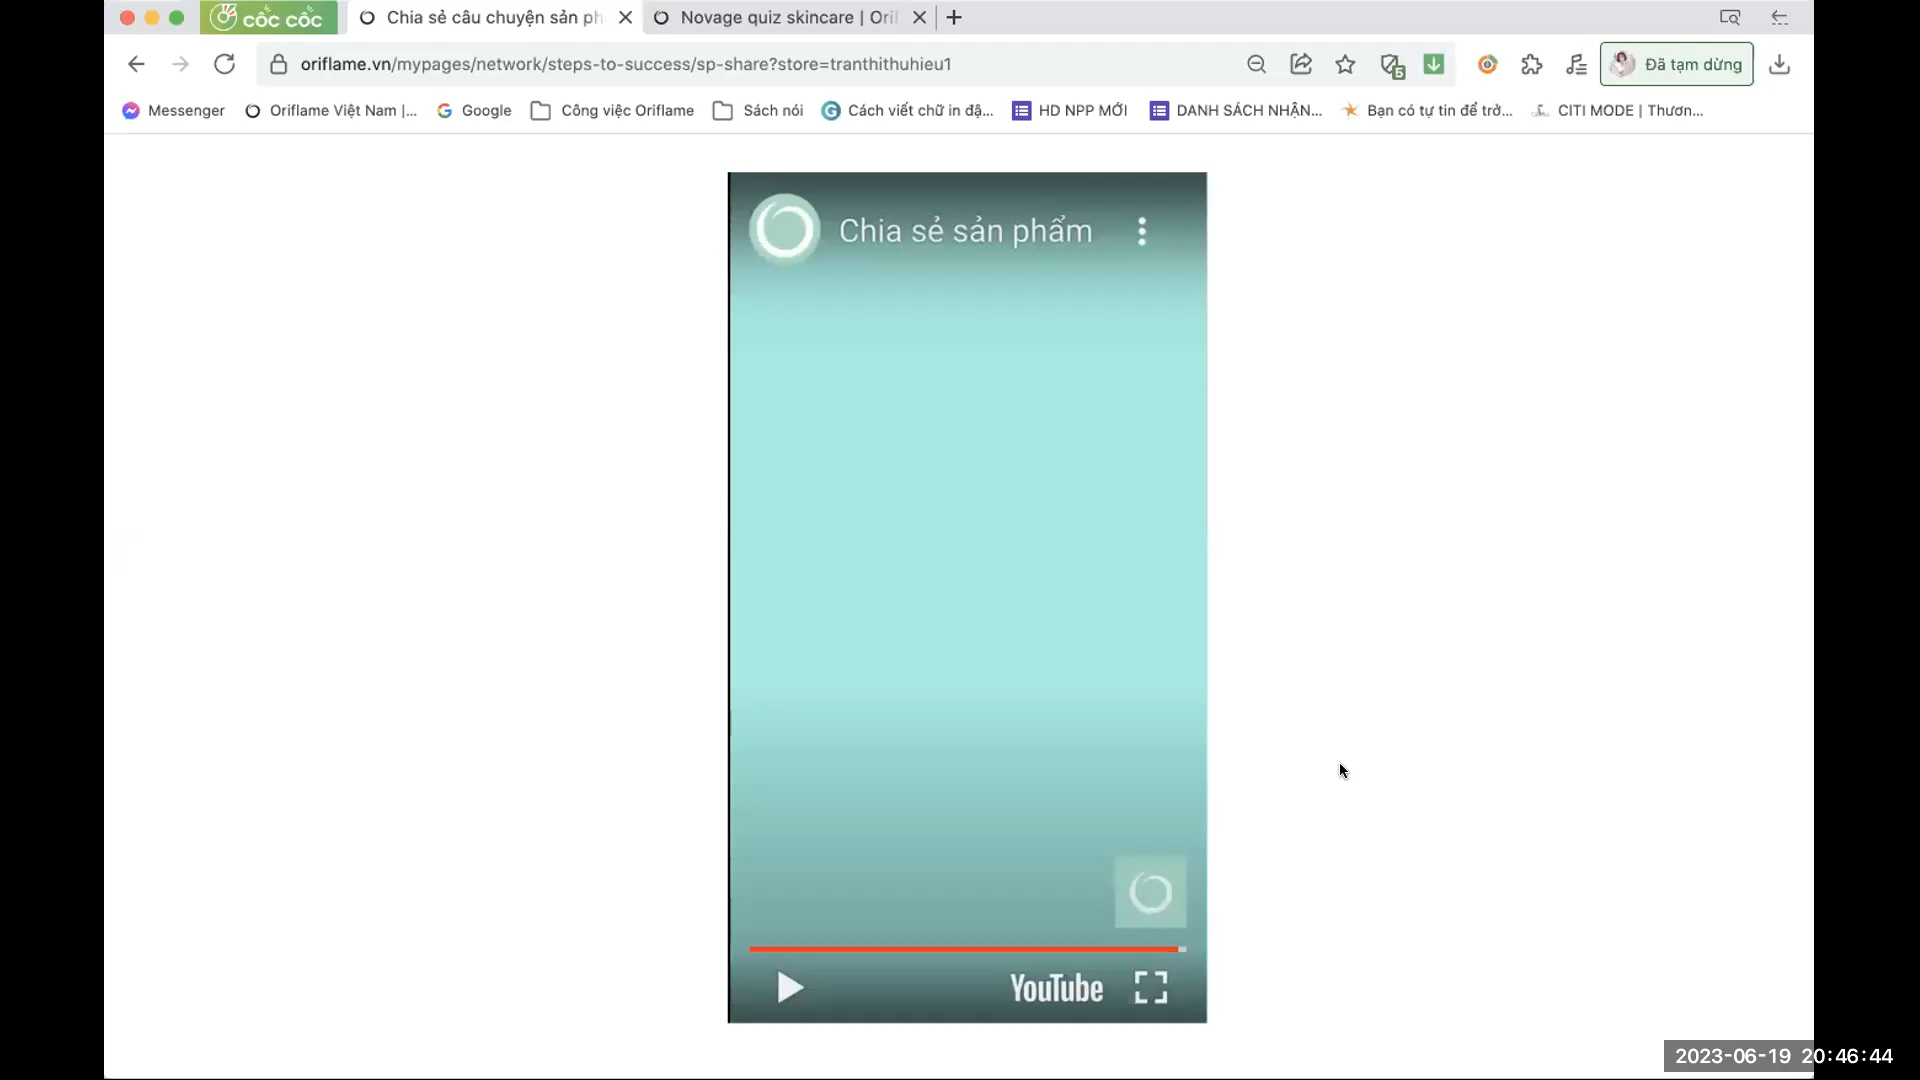 cốc cốc
Chia sẻ câu chuyện sản ph
Novage quiz skincare | Orif
oriflame.vn/mypages/network/steps-to-success/sp-share?store=tranthithuhieu1
5
Đã tạm dừng
Messenger
Oriflame Việt Nam |...
Google
Công việc Oriflame
Sách nói
Cách viết chữ in đậ...
HD NPP MỚI
DANH SÁCH NHẬN...
Bạn có tự tin để trở...
CITI MODE | Thươn...
Chia sẻ sản phẩm
YouTube
2023-06-19 20:46:44